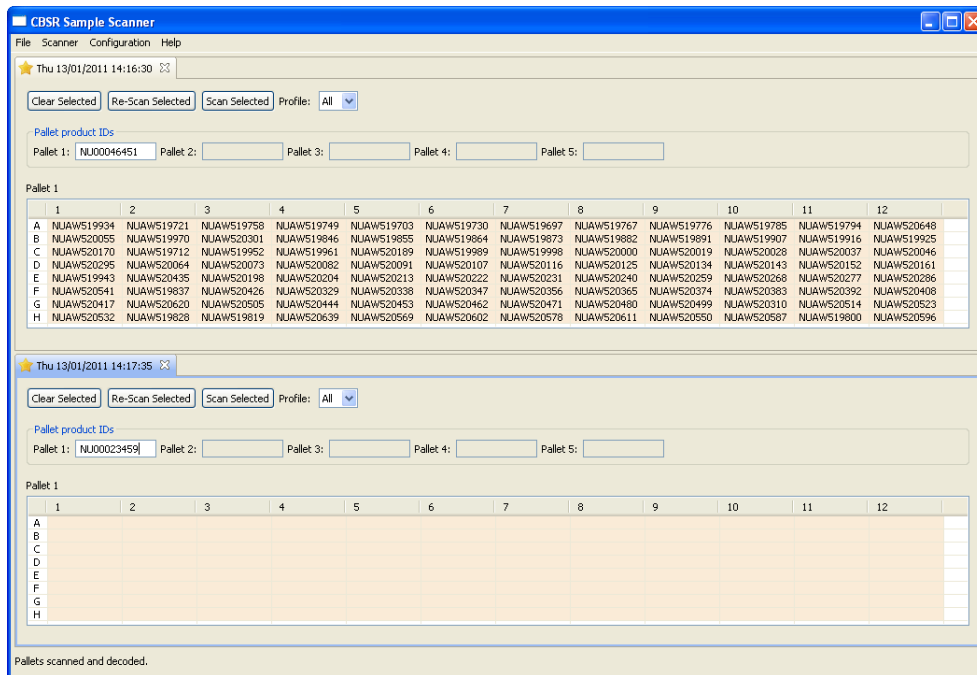 CBSR Sample Scanner
File Scanner Configuration Help
Thu 13/01/2011 14:16:30
Clear Selected Re-Scan Selected Scan Selected Profile: All
Pallet product IDs
Pallet 1: NU00046451 Pallet 2: Pallet 3: Pallet 4: Pallet 5:
Pallet 1
1 2 3 4 5 6 7 8 9 10 11 12
A NUAW519934 NUAW519721 NUAW519758 NUAW519749 NUAW519703 NUAW519730 NUAW519697 NUAW519767 NUAW519776 NUAW519785 NUAW519794 NUAW520648
B NUAW520055 NUAW519970 NUAW520301 NUAW519846 NUAW519855 NUAW519864 NUAW519873 NUAW519882 NUAW519891 NUAW519907 NUAW519916 NUAW519925
C NUAW520170 NUAW519712 NUAW519952 NUAW519961 NUAW520189 NUAW519989 NUAW519998 NUAW520000 NUAW520019 NUAW520028 NUAW520037 NUAW520046
D NUAW520295 NUAW520064 NUAW520073 NUAW520082 NUAW520091 NUAW520107 NUAW520116 NUAW520125 NUAW520134 NUAW520143 NUAW520152 NUAW520161
E NUAW519943 NUAW520435 NUAW520198 NUAW520204 NUAW520213 NUAW520222 NUAW520231 NUAW520240 NUAW520259 NUAW520268 NUAW520277 NUAW520286
F NUAW520541 NUAW519837 NUAW520426 NUAW520329 NUAW520338 NUAW520347 NUAW520356 NUAW520365 NUAW520374 NUAW520383 NUAW520392 NUAW520408
G NUAW520417 NUAW520620 NUAW520505 NUAW520444 NUAW520453 NUAW520462 NUAW520471 NUAW520480 NUAW520499 NUAW520310 NUAW520514 NUAW520523
H NUAW520532 NUAW519828 NUAW519819 NUAW520639 NUAW520569 NUAW520602 NUAW520578 NUAW520611 NUAW520550 NUAW520587 NUAW519800 NUAW520596
Thu 13/01/2011 14:17:35
Clear Selected Re-Scan Selected Scan Selected Profile: All
Pallet product IDs
Pallet 1: NU00023459 Pallet 2: Pallet 3: Pallet 4: Pallet 5:
Pallet 1
1 2 3 4 5 6 7 8 9 10 11 12
A
B
C
D
E
F
G
H
Pallets scanned and decoded.